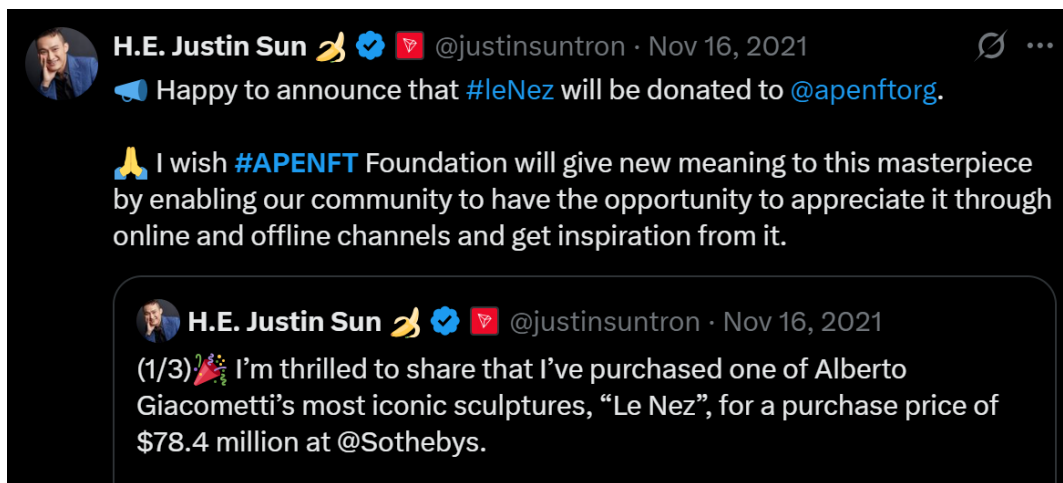 H.E. Justin Sun 🍌 @justinsuntron · Nov 16, 2021
📣 Happy to announce that #leNez will be donated to @apenftorg.
🙏 I wish #APENFT Foundation will give new meaning to this masterpiece
by enabling our community to have the opportunity to appreciate it through
online and offline channels and get inspiration from it.
H.E. Justin Sun 🍌 @justinsuntron · Nov 16, 2021
(1/3)🎉 I’m thrilled to share that I’ve purchased one of Alberto
Giacometti’s most iconic sculptures, “Le Nez”, for a purchase price of
$78.4 million at @Sothebys.